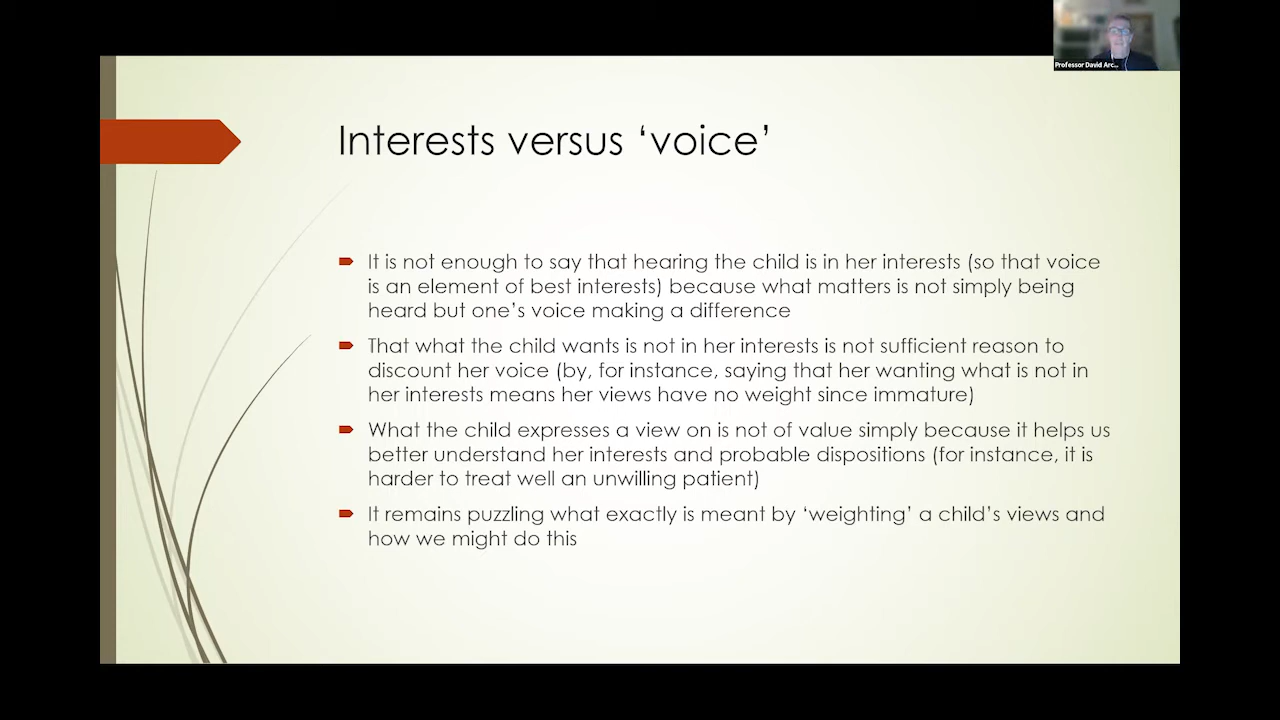 Professor David Arc...
Interests versus ‘voice’
It is not enough to say that hearing the child is in her interests (so that voice
is an element of best interests) because what matters is not simply being
heard but one’s voice making a difference
That what the child wants is not in her interests is not sufficient reason to
discount her voice (by, for instance, saying that her wanting what is not in
her interests means her views have no weight since immature)
What the child expresses a view on is not of value simply because it helps us
better understand her interests and probable dispositions (for instance, it is
harder to treat well an unwilling patient)
It remains puzzling what exactly is meant by ‘weighting’ a child’s views and
how we might do this